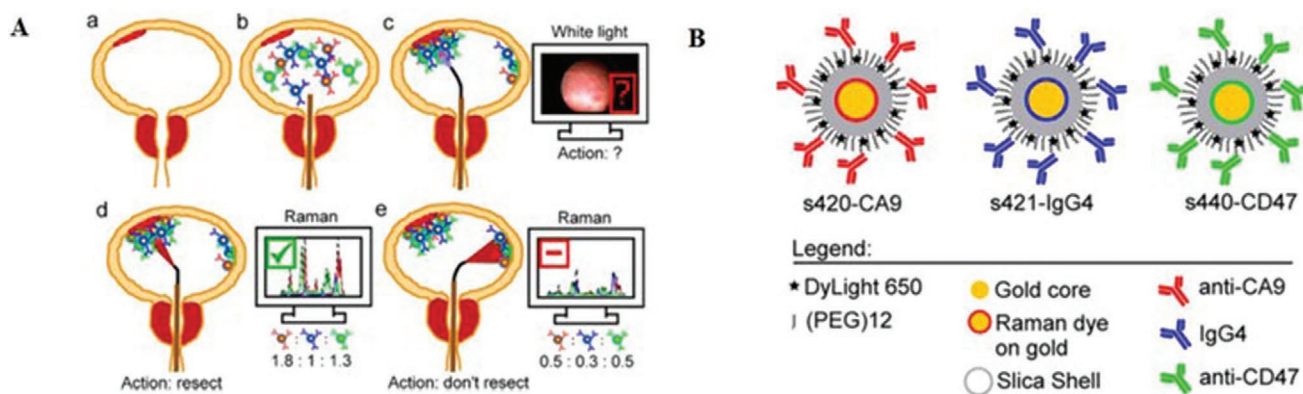 A
a
b
c
White light
?
Action: ?
d
Raman
1.8 : 1 : 1.3
Action: resect
e
Raman
0.5 : 0.3 : 0.5
Action: don't resect
B
s420-CA9
s421-IgG4
s440-CD47
Legend:
DyLight 650
(PEG)12
Gold core
Raman dye
on gold
Slica Shell
anti-CA9
IgG4
anti-CD47